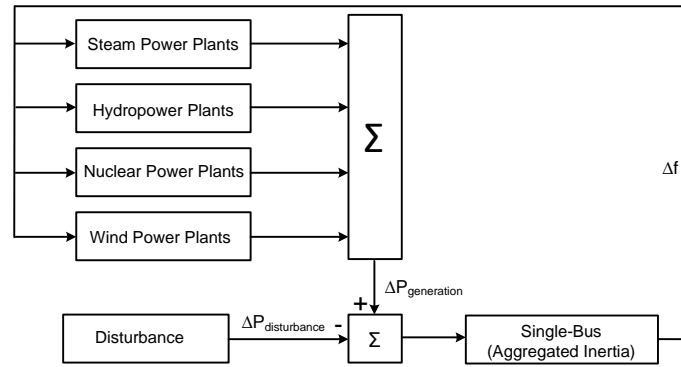 Steam Power Plants
Hydropower Plants
Σ
Nuclear Power Plants
Δf
Wind Power Plants
ΔPgeneration
+
ΔPdisturbance
-
Disturbance
Σ
Single-Bus
(Aggregated Inertia)